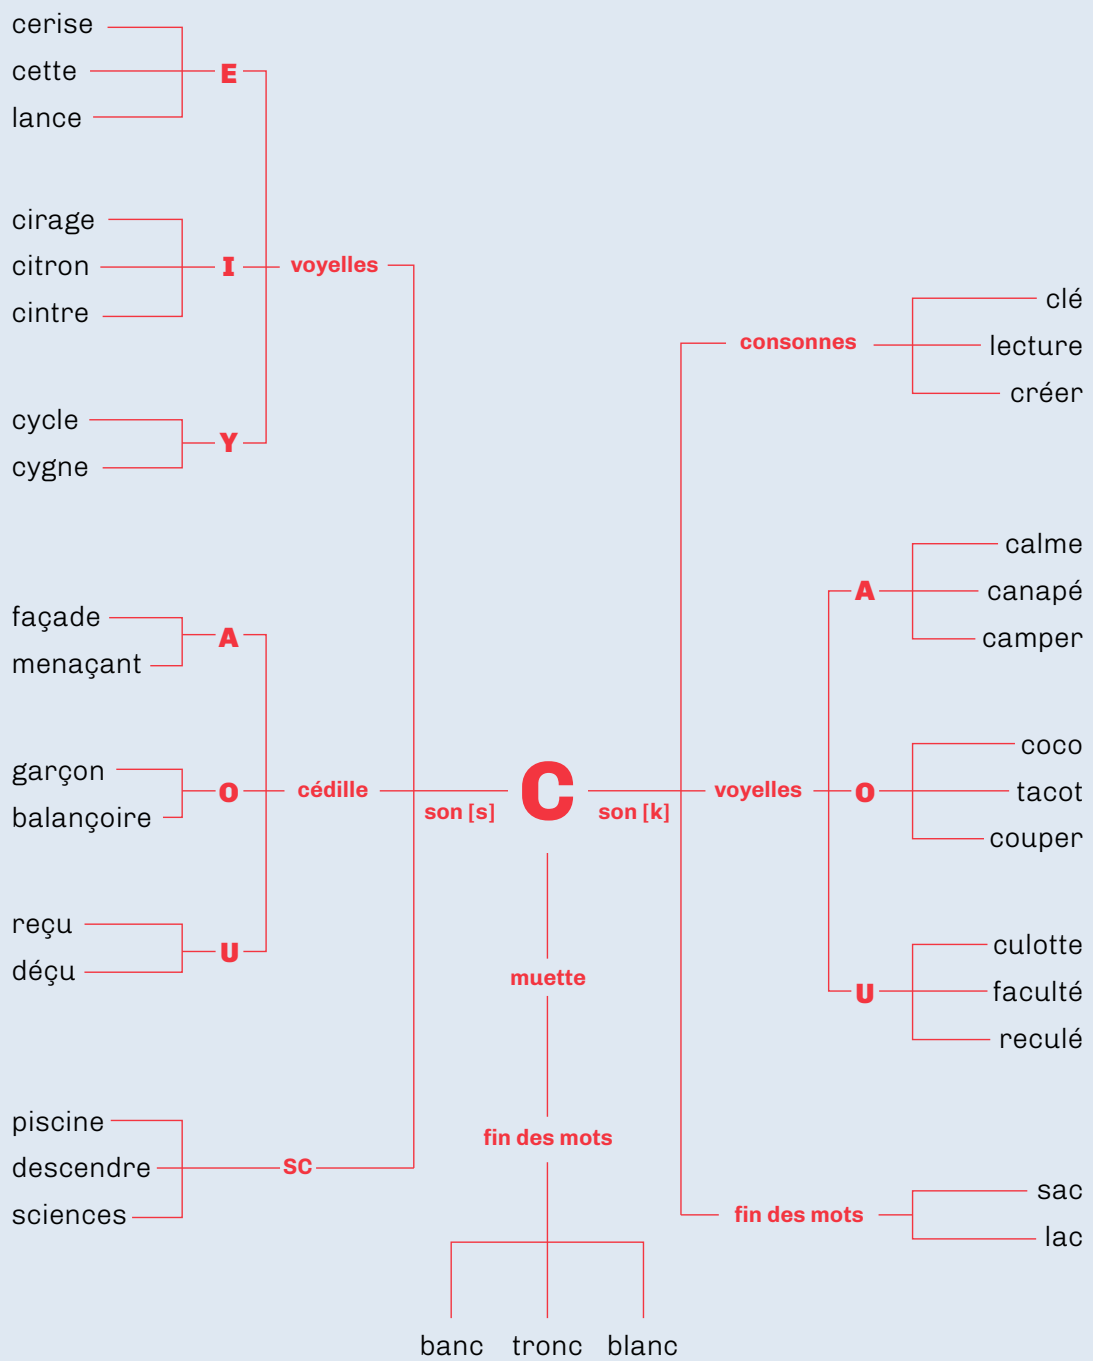 cerise
cette
lance
E
cirage
citron
cintre
I
voyelles
cycle
cygne
Y
façade
menaçant
A
garçon
balançoire
O
cédille
reçu
déçu
U
piscine
descendre
sciences
SC
son [s]
C
son [k]
muette
fin des mots
banc tronc blanc
consonnes
clé
lecture
créer
voyelles
A
calme
canapé
camper
O
coco
tacot
couper
U
culotte
faculté
reculé
fin des mots
sac
lac